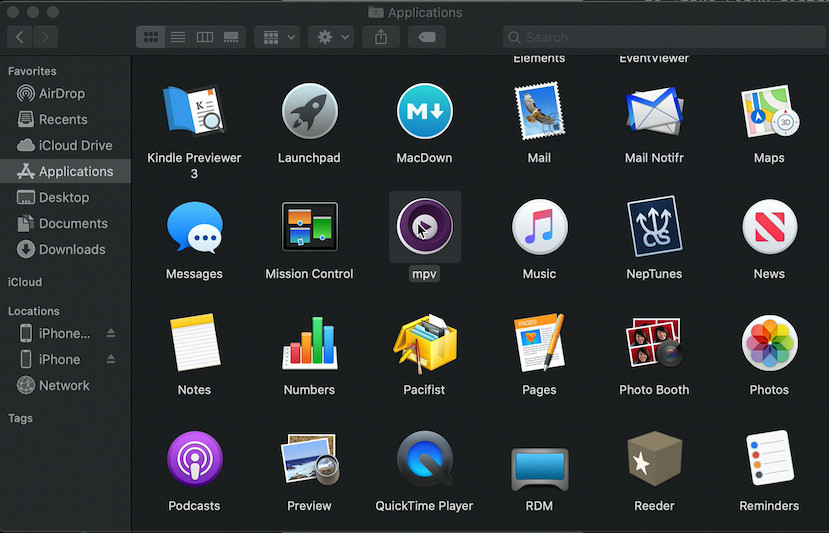 Applications
Search
Favorites
AirDrop
Recents
iCloud Drive
Applications
Desktop
Documents
Downloads
iCloud
Locations
iPhone...
iPhone
Network
Tags
Elements
EventViewer
K
M
3D
Kindle Previewer
3
Launchpad
MacDown
Mail
Mail Notifr
Maps
Messages
Mission Control
mpv
Music
NepTunes
News
PAGES
Notes
Numbers
Pacifist
Pages
Photo Booth
Photos
Podcasts
Preview
QuickTime Player
RDM
Reeder
Reminders